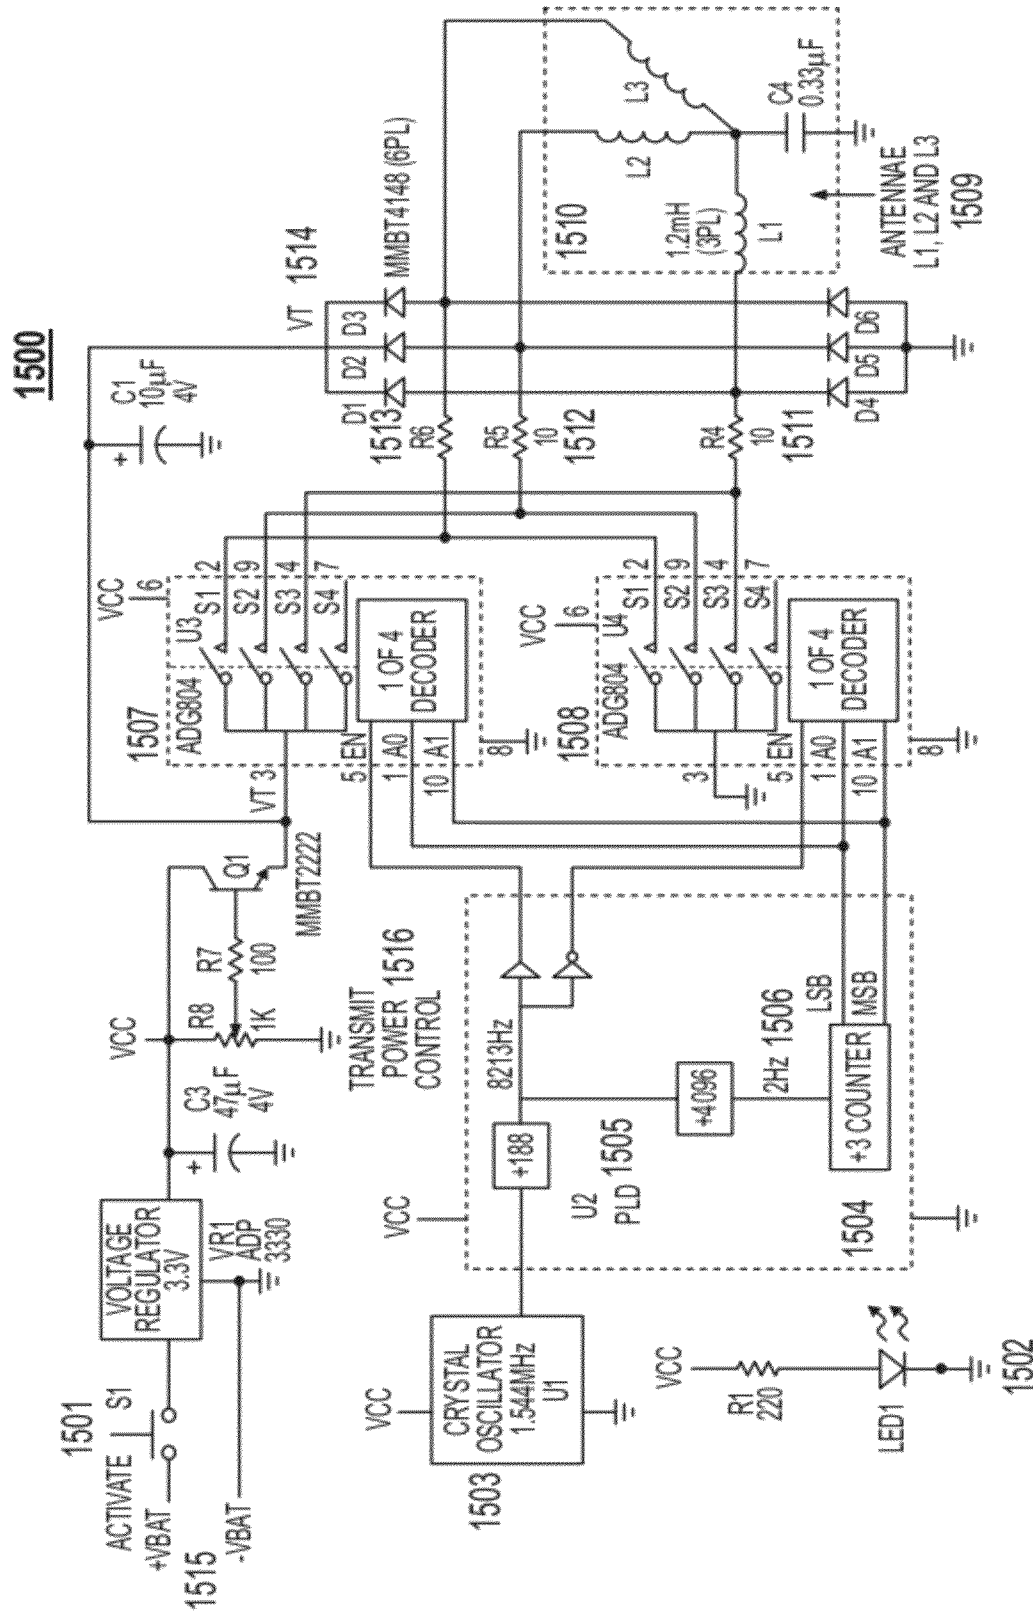 1500
1501
ACTIVATE S1
+VBAT
1515
-VBAT
VOLTAGE
REGULATOR
3.3V
VR1
ADP
3330
C3
47µF
4V
+
VCC
R8
1K
R7
100
Q1
MMBT2222
TRANSMIT
POWER 1516
CONTROL
C1
10µF
4V
+
VT 3
1507
ADG804
U3
VCC
6
S1 2
S2 9
S3 4
S4 7
1 OF 4
DECODER
5 EN
1 A0
10 A1
8
1508
ADG804
U4
VCC
6
S1 2
S2 9
S3 4
S4 7
1 OF 4
DECODER
3
5 EN
1 A0
10 A1
8
VT 1514
D1
D2
D3
MMBT4148 (6PL)
1513
R6
R5
10
1512
R4
10
1511
D4
D5
D6
1510
L3
L2
1.2mH
(3PL)
L1
C4
0.33µF
ANTENNAE
L1, L2 AND L3
1509
VCC
CRYSTAL
OSCILLATOR
1.544MHz
U1
1503
VCC
U2
PLD 1505
+188
8213Hz
+4096
2Hz 1506
+3 COUNTER
LSB
MSB
1504
VCC
R1
220
LED1
1502